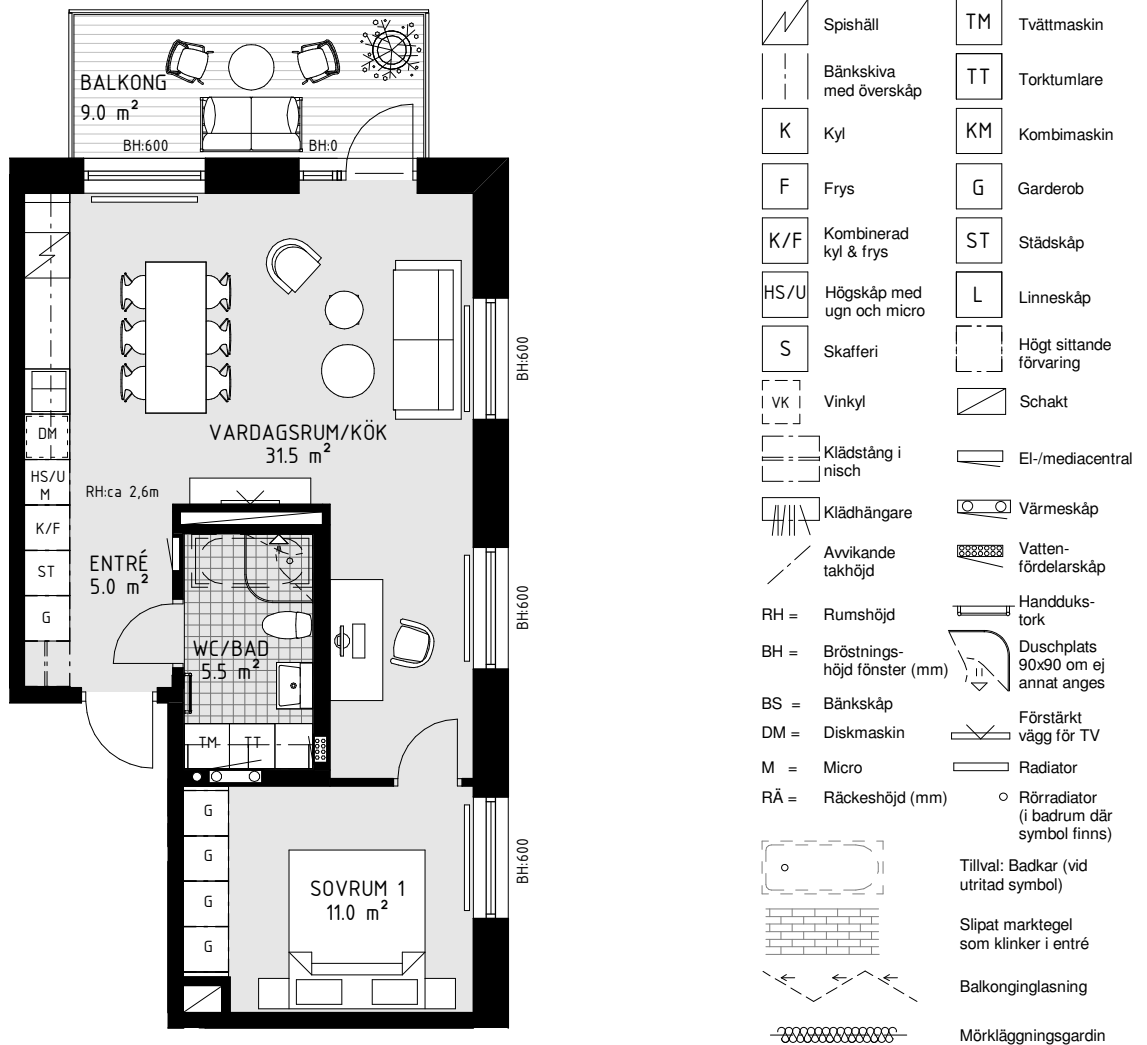 BALKONG
9.0 m²
BH:600
BH:0
DM
HS/U
M
K/F
ST
G
VARDAGSRUM/KÖK
31.5 m²
RH:ca 2,6m
BH:600
ENTRÉ
5.0 m²
WC/BAD
5.5 m²
BH:600
TM
TT
G
G
G
G
SOVRUM 1
11.0 m²
BH:600
Spishäll
Bänkskiva
med överskåp
K
Kyl
F
Frys
K/F
Kombinerad
kyl & frys
HS/U
Högskåp med
ugn och micro
S
Skafferi
VK
Vinkyl
Klädstång i
nisch
Klädhängare
Avvikande
takhöjd
RH =
Rumshöjd
BH =
Bröstnings-
höjd fönster (mm)
BS =
Bänkskåp
DM =
Diskmaskin
M =
Micro
RÄ =
Räckeshöjd (mm)
TM
Tvättmaskin
TT
Torktumlare
KM
Kombimaskin
G
Garderob
ST
Städskåp
L
Linneskåp
Högt sittande
förvaring
Schakt
El-/mediacentral
Värmeskåp
Vatten-
fördelarskåp
Handduks-
tork
Duschplats
90x90 om ej
annat anges
Förstärkt
vägg för TV
Radiator
Rörradiator
(i badrum där
symbol finns)
Tillval: Badkar (vid
utritad symbol)
Slipat marktegel
som klinker i entré
Balkonginglasning
Mörkläggningsgardin